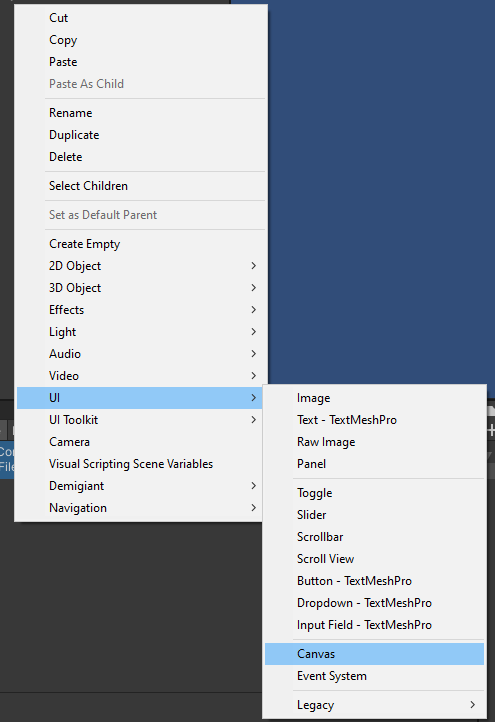 Cut
Copy
Paste
Paste As Child
Rename
Duplicate
Delete
Select Children
Set as Default Parent
Create Empty
2D Object
3D Object
Effects
Light
Audio
Video
UI
UI Toolkit
Camera
Visual Scripting Scene Variables
Demigiant
Navigation
Image
Text - TextMeshPro
Raw Image
Panel
Toggle
Slider
Scrollbar
Scroll View
Button - TextMeshPro
Dropdown - TextMeshPro
Input Field - TextMeshPro
Canvas
Event System
Legacy